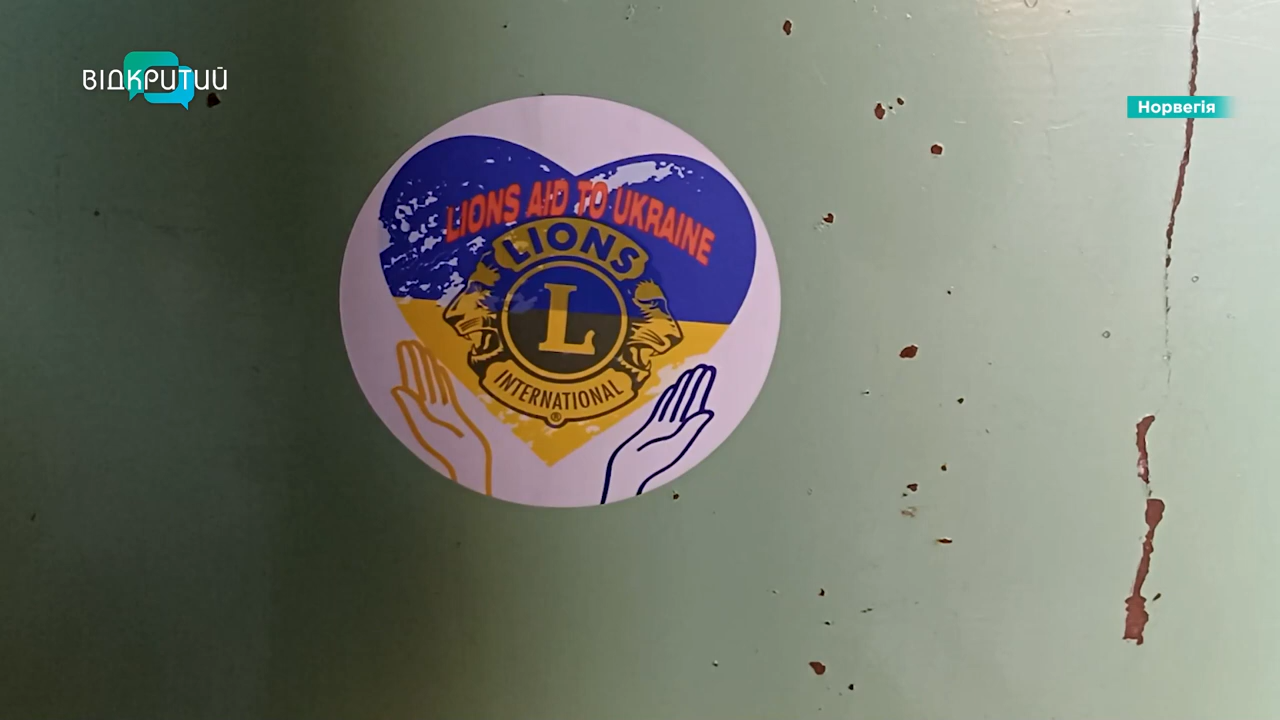 ВІДКРИТИЙ
Норвегія
LIONS AID TO UKRAINE
LIONS
L
INTERNATIONAL
®